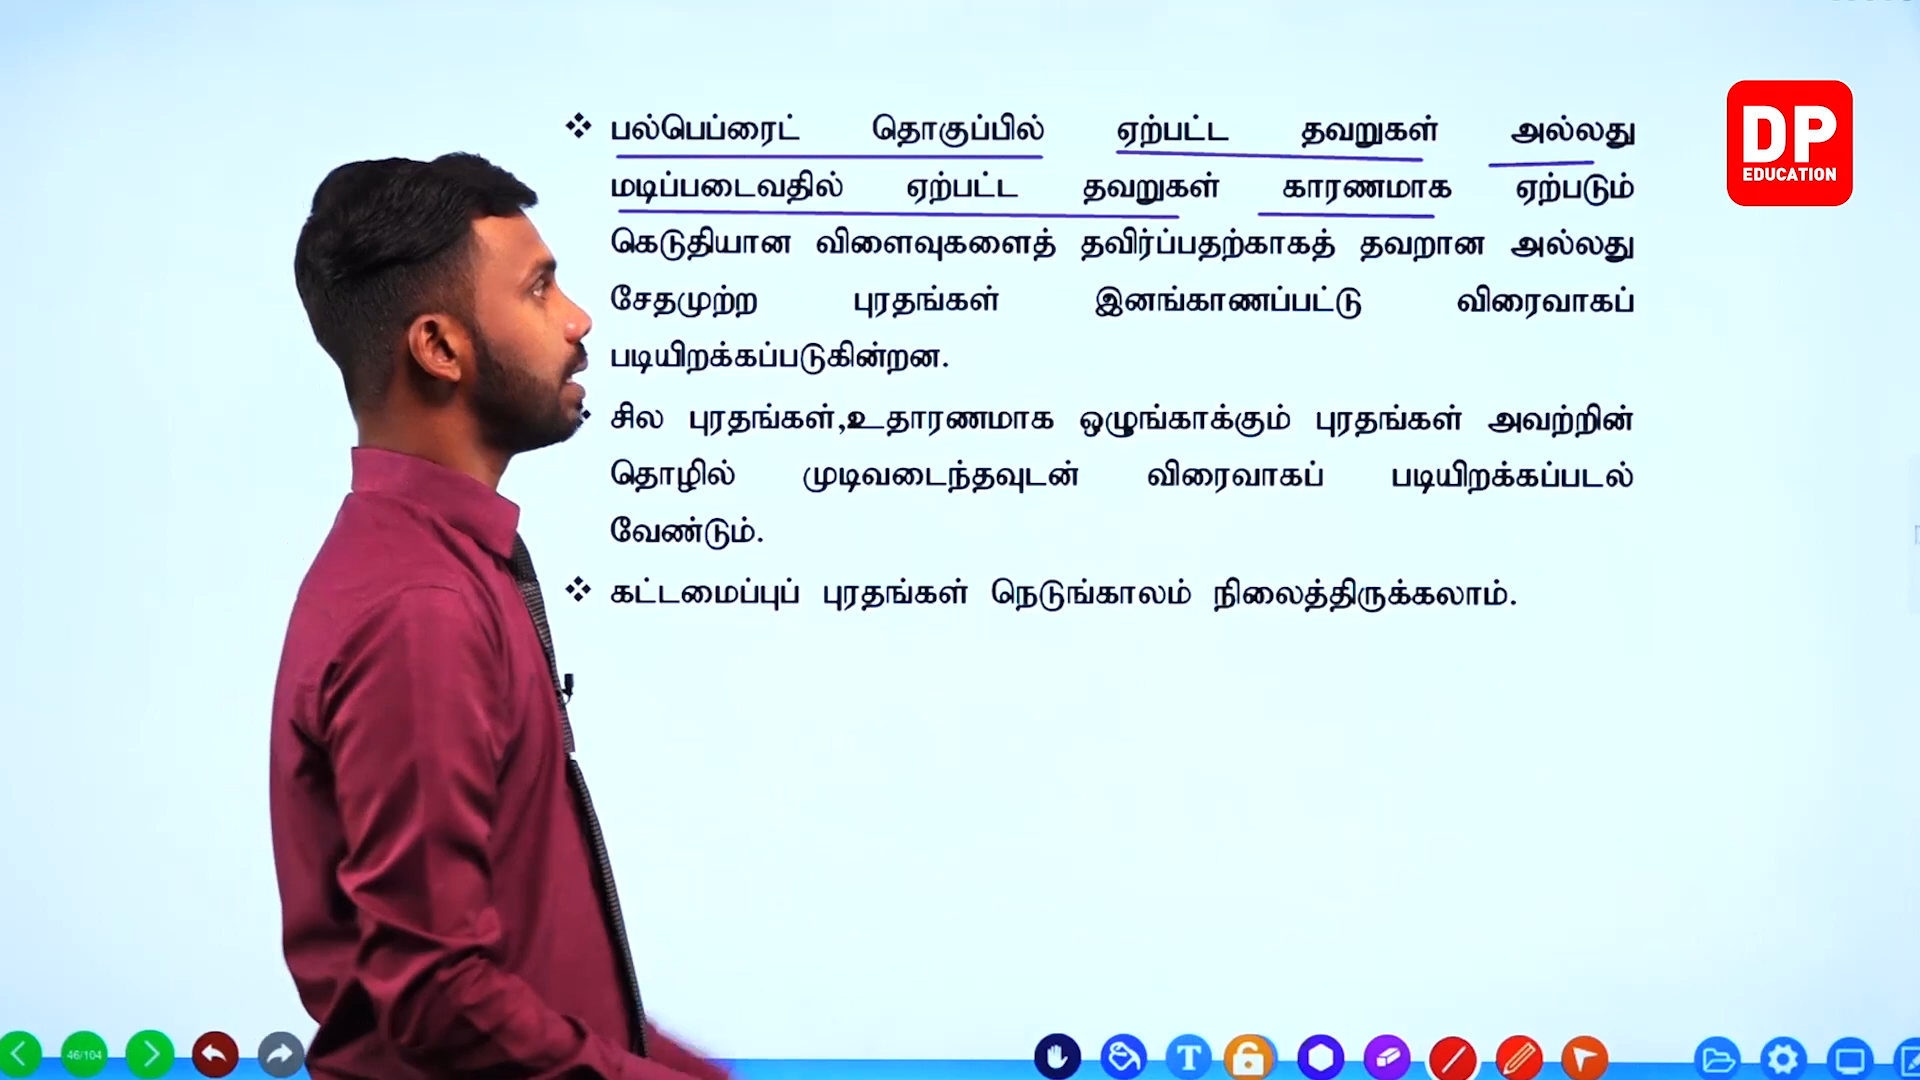 DP
EDUCATION
❖ பல்பெப்ரைட் தொகுப்பில் ஏற்பட்ட தவறுகள் அல்லது
மடிப்படைவதில் ஏற்பட்ட தவறுகள் காரணமாக ஏற்படும்
கெடுதியான விளைவுகளைத் தவிர்ப்பதற்காகத் தவறான அல்லது
சேதமுற்ற புரதங்கள் இனங்காணப்பட்டு விரைவாகப்
படியிறக்கப்படுகின்றன.
சில புரதங்கள்,உதாரணமாக ஒழுங்காக்கும் புரதங்கள் அவற்றின்
தொழில் முடிவடைந்தவுடன் விரைவாகப் படியிறக்கப்படல்
வேண்டும்.
❖ கட்டமைப்புப் புரதங்கள் நெடுங்காலம் நிலைத்திருக்கலாம்.
46/104